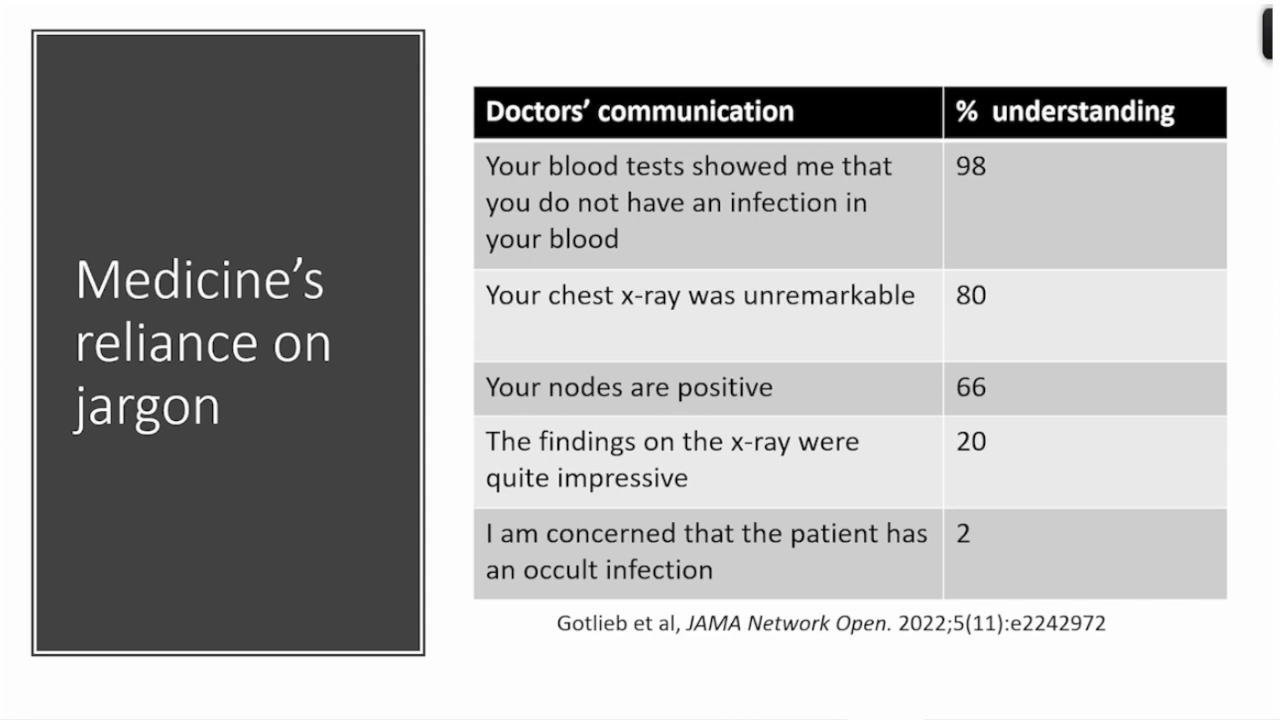 Medicine's
reliance on
jargon
Doctors' communication
% understanding
Your blood tests showed me that
you do not have an infection in
your blood
98
Your chest x-ray was unremarkable
80
Your nodes are positive
66
The findings on the x-ray were
quite impressive
20
I am concerned that the patient has
an occult infection
2
Gotlieb et al, JAMA Network Open. 2022;5(11):e2242972